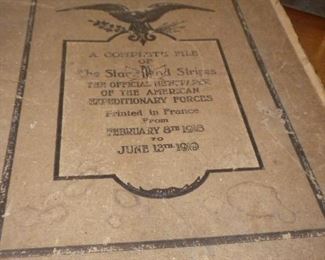 A COMPLETE FILE
OF
The Stars and Stripes
THE OFFICIAL NEWSPAPER
OF THE AMERICAN
EXPEDITIONARY FORCES
Printed in France
From
FEBRUARY 8TH 1918
TO
JUNE 13TH 1919